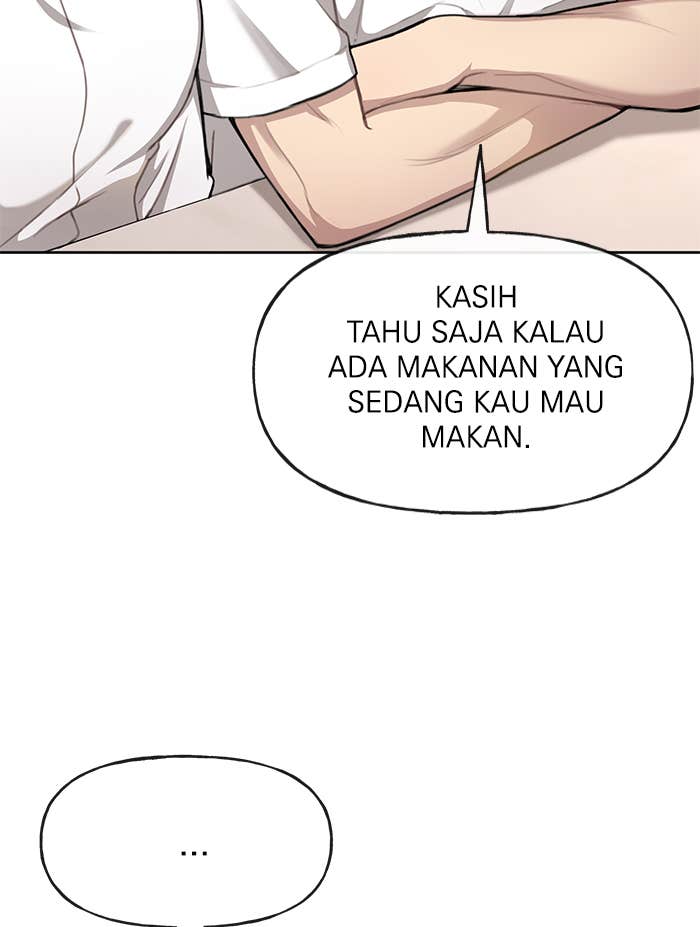 KASIH
TAHU SAJA KALAU
ADA MAKANAN YANG
SEDANG KAU MAU
MAKAN.
...